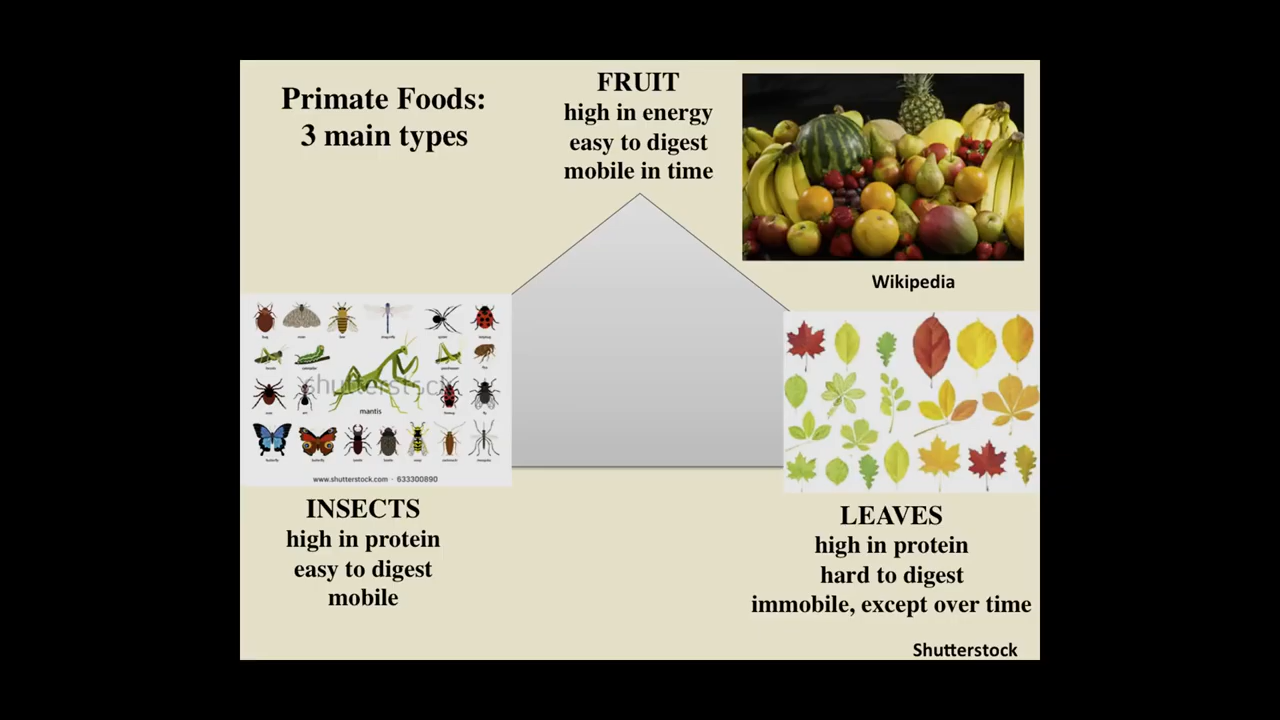 Primate Foods:
3 main types
FRUIT
high in energy
easy to digest
mobile in time
Wikipedia
shutterstock
mantis
www.shutterstock.com · 633300890
INSECTS
high in protein
easy to digest
mobile
LEAVES
high in protein
hard to digest
immobile, except over time
Shutterstock